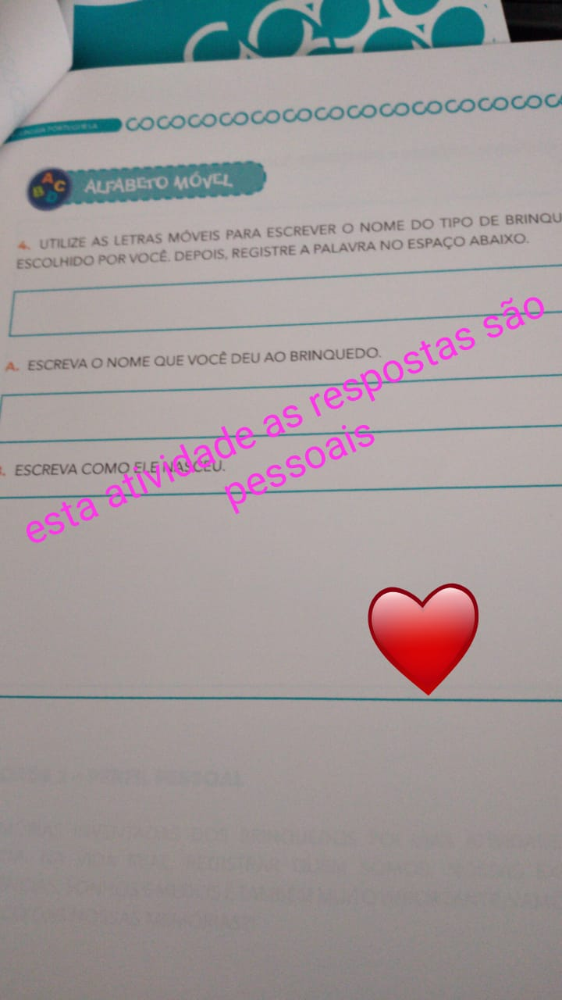 LÍNGUA PORTUGUESA
A
B C
D
ALFABETO MÓVEL
4. UTILIZE AS LETRAS MÓVEIS PARA ESCREVER O NOME DO TIPO DE BRINQU
ESCOLHIDO POR VOCÊ. DEPOIS, REGISTRE A PALAVRA NO ESPAÇO ABAIXO.
A. ESCREVA O NOME QUE VOCÊ DEU AO BRINQUEDO.
. ESCREVA COMO ELE NASCEU.
esta atividade as respostas são
pessoais